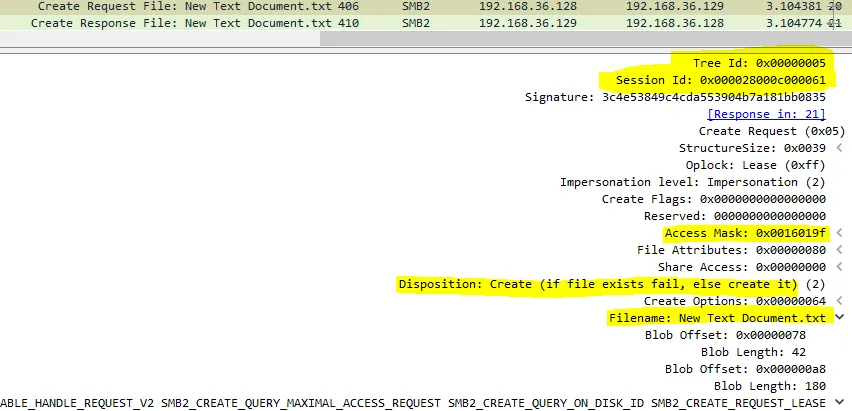 Create Request File: New Text Document.txt 406 SMB2 192.168.36.128 192.168.36.129 3.104381 20
Create Response File: New Text Document.txt 410 SMB2 192.168.36.129 192.168.36.128 3.104774 21
Tree Id: 0x00000005
Session Id: 0x000028000c000061
Signature: 3c4e53849c4cda553904b7a181bb0835
[Response in: 21]
Create Request (0x05)
StructureSize: 0x0039
Oplock: Lease (0xff)
Impersonation level: Impersonation (2)
Create Flags: 0x0000000000000000
Reserved: 0000000000000000
Access Mask: 0x0016019f
File Attributes: 0x00000080
Share Access: 0x00000000
Disposition: Create (if file exists fail, else create it) (2)
Create Options: 0x00000064
Filename: New Text Document.txt
Blob Offset: 0x00000078
Blob Length: 42
Blob Offset: 0x000000a8
Blob Length: 180
ABLE_HANDLE_REQUEST_V2 SMB2_CREATE_QUERY_MAXIMAL_ACCESS_REQUEST SMB2_CREATE_QUERY_ON_DISK_ID SMB2_CREATE_REQUEST_LEASE